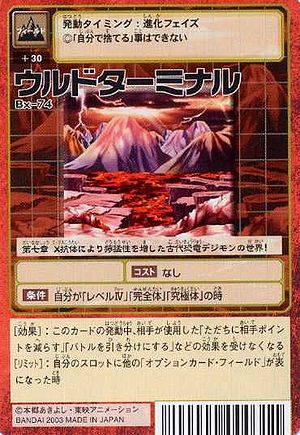 発動タイミング：進化フェイズ
◎「自分で捨てる」事はできない
+30
ウルドターミナル
Bx-74
第七章 X抗体により獰猛性を増した古代恐竜デジモンの世界!
コスト なし
条件 自分が「レベルⅣ」「完全体」「究極体」の時
[効果]：このカードの発動中、相手が使用した「ただちに相手ポイン
トを減らす」「バトルを引き分けにする」などの効果を受けなくなる
[リミット]：自分のスロットに他の「オプションカード・フィールド」が表
になった時
©本郷あきよし・東映アニメーション
BANDAI 2003 MADE IN JAPAN